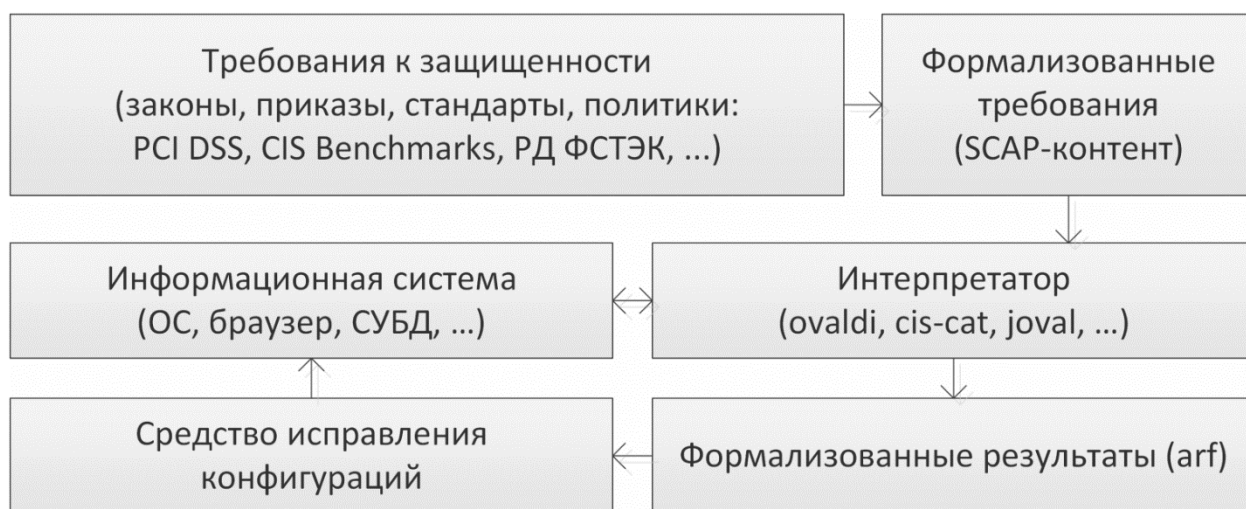 Требования к защищенности
(законы, приказы, стандарты, политики:
PCI DSS, CIS Benchmarks, РД ФСТЭК, ...)
Формализованные
требования
(SCAP-контент)
Информационная система
(ОС, браузер, СУБД, ...)
Интерпретатор
(ovaldi, cis-cat, joval, ...)
Средство исправления
конфигураций
Формализованные результаты (arf)